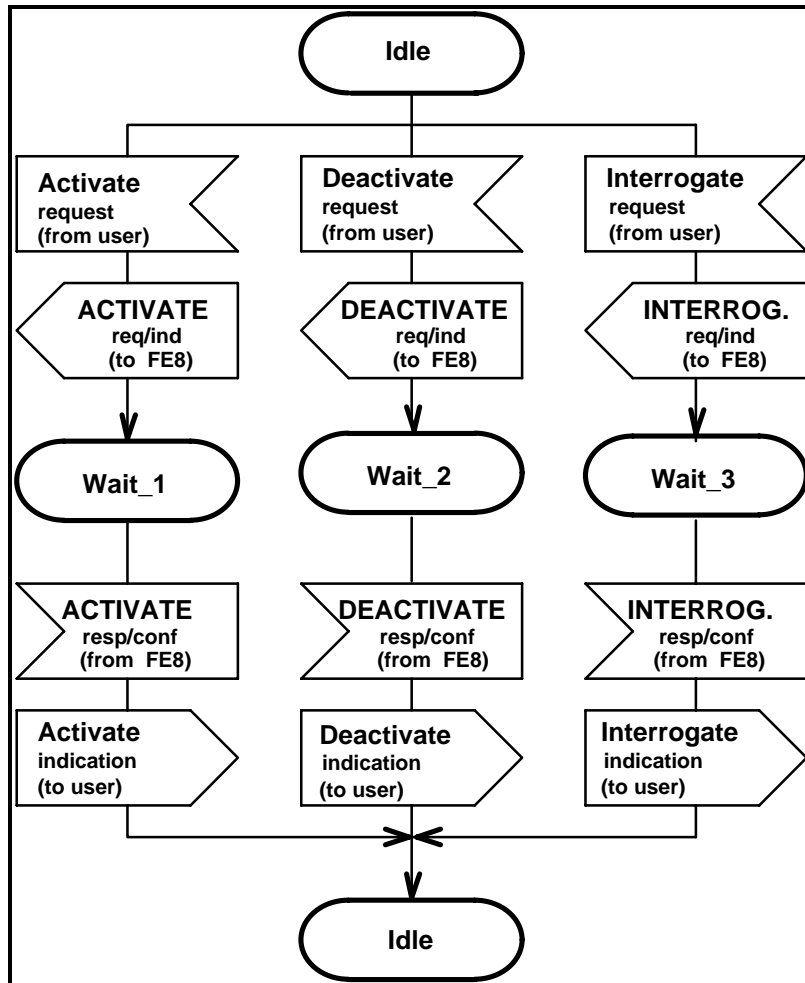 Idle
Activate
request
(from user)
Deactivate
request
(from user)
Interrogate
request
(from user)
ACTIVATE
req/ind
(to FE8)
DEACTIVATE
req/ind
(to FE8)
INTERROG.
req/ind
(to FE8)
Wait_1
Wait_2
Wait_3
ACTIVATE
resp/conf
(from FE8)
DEACTIVATE
resp/conf
(from FE8)
INTERROG.
resp/conf
(from FE8)
Activate
indication
(to user)
Deactivate
indication
(to user)
Interrogate
indication
(to user)
Idle